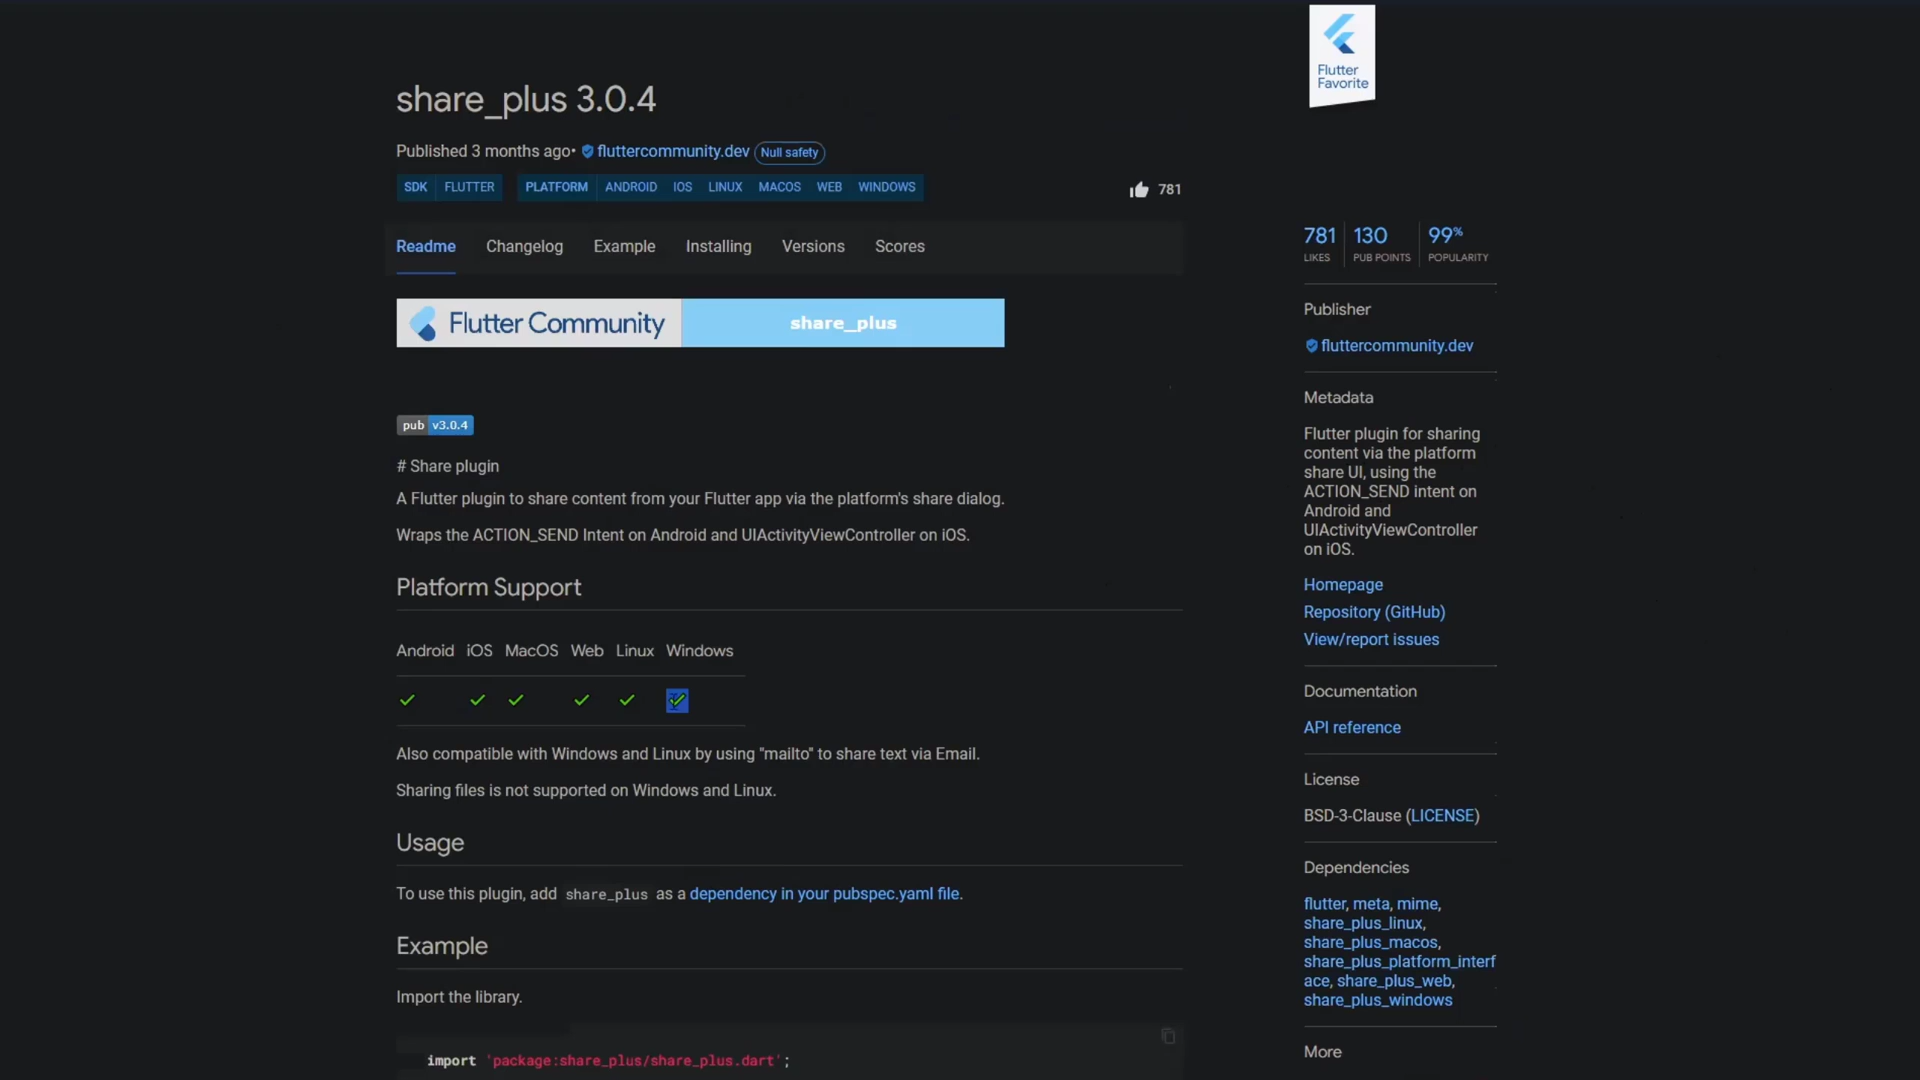 Flutter
Favorite
share_plus 3.0.4
Published 3 months ago• fluttercommunity.dev Null safety
SDK FLUTTER PLATFORM ANDROID IOS LINUX MACOS WEB WINDOWS
781
Readme Changelog Example Installing Versions Scores
Flutter Community share_plus
pub v3.0.4
# Share plugin
A Flutter plugin to share content from your Flutter app via the platform's share dialog.
Wraps the ACTION_SEND Intent on Android and UIActivityViewController on iOS.
Platform Support
Android iOS MacOS Web Linux Windows
Also compatible with Windows and Linux by using "mailto" to share text via Email.
Sharing files is not supported on Windows and Linux.
Usage
To use this plugin, add share_plus as a dependency in your pubspec.yaml file.
Example
Import the library.
import 'package:share_plus/share_plus.dart';
781 130 99%
LIKES PUB POINTS POPULARITY
Publisher
fluttercommunity.dev
Metadata
Flutter plugin for sharing
content via the platform
share UI, using the
ACTION_SEND intent on
Android and
UIActivityViewController
on iOS.
Homepage
Repository (GitHub)
View/report issues
Documentation
API reference
License
BSD-3-Clause (LICENSE)
Dependencies
flutter, meta, mime,
share_plus_linux,
share_plus_macos,
share_plus_platform_interf
ace, share_plus_web,
share_plus_windows
More